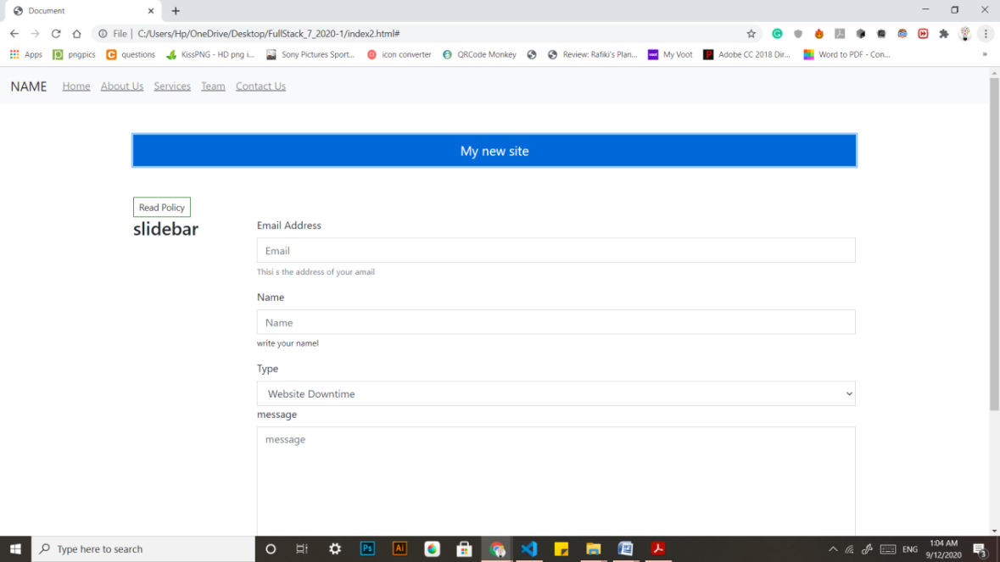 Document
File | C:/Users/Hp/OneDrive/Desktop/FullStack_7_2020-1/index2.html#
Apps pngpics questions KissPNG - HD png i... Sony Pictures Sport... icon converter QRCode Monkey Review: Rafiki's Plan... My Voot Adobe CC 2018 Dir... Word to PDF - Con... »
NAME Home About Us Services Team Contact Us
My new site
Read Policy
slidebar
Email Address
Email
Thisi s the address of your amail
Name
Name
write your namel
Type
Website Downtime
message
message
Type here to search Ps Ai ENG 1:04 AM
9/12/2020 3